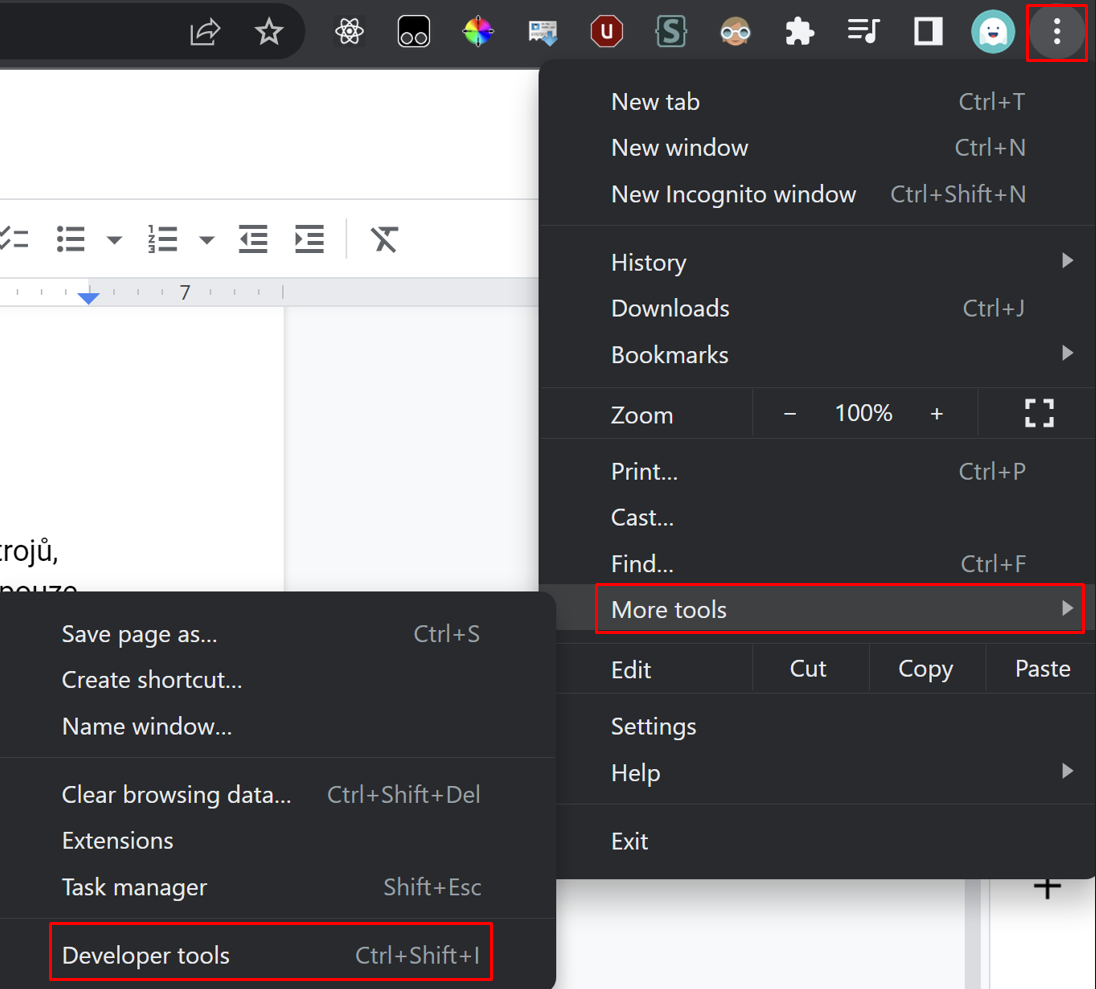 New tab Ctrl+T
New window Ctrl+N
New Incognito window Ctrl+Shift+N
7
History
Downloads Ctrl+J
Bookmarks
Zoom − 100% +
Print... Ctrl+P
Cast...
Find... Ctrl+F
More tools
Edit Cut Copy Paste
Settings
Help
Exit
trojů,
Save page as... Ctrl+S
Create shortcut...
Name window...
Clear browsing data... Ctrl+Shift+Del
Extensions
Task manager Shift+Esc
Developer tools Ctrl+Shift+I